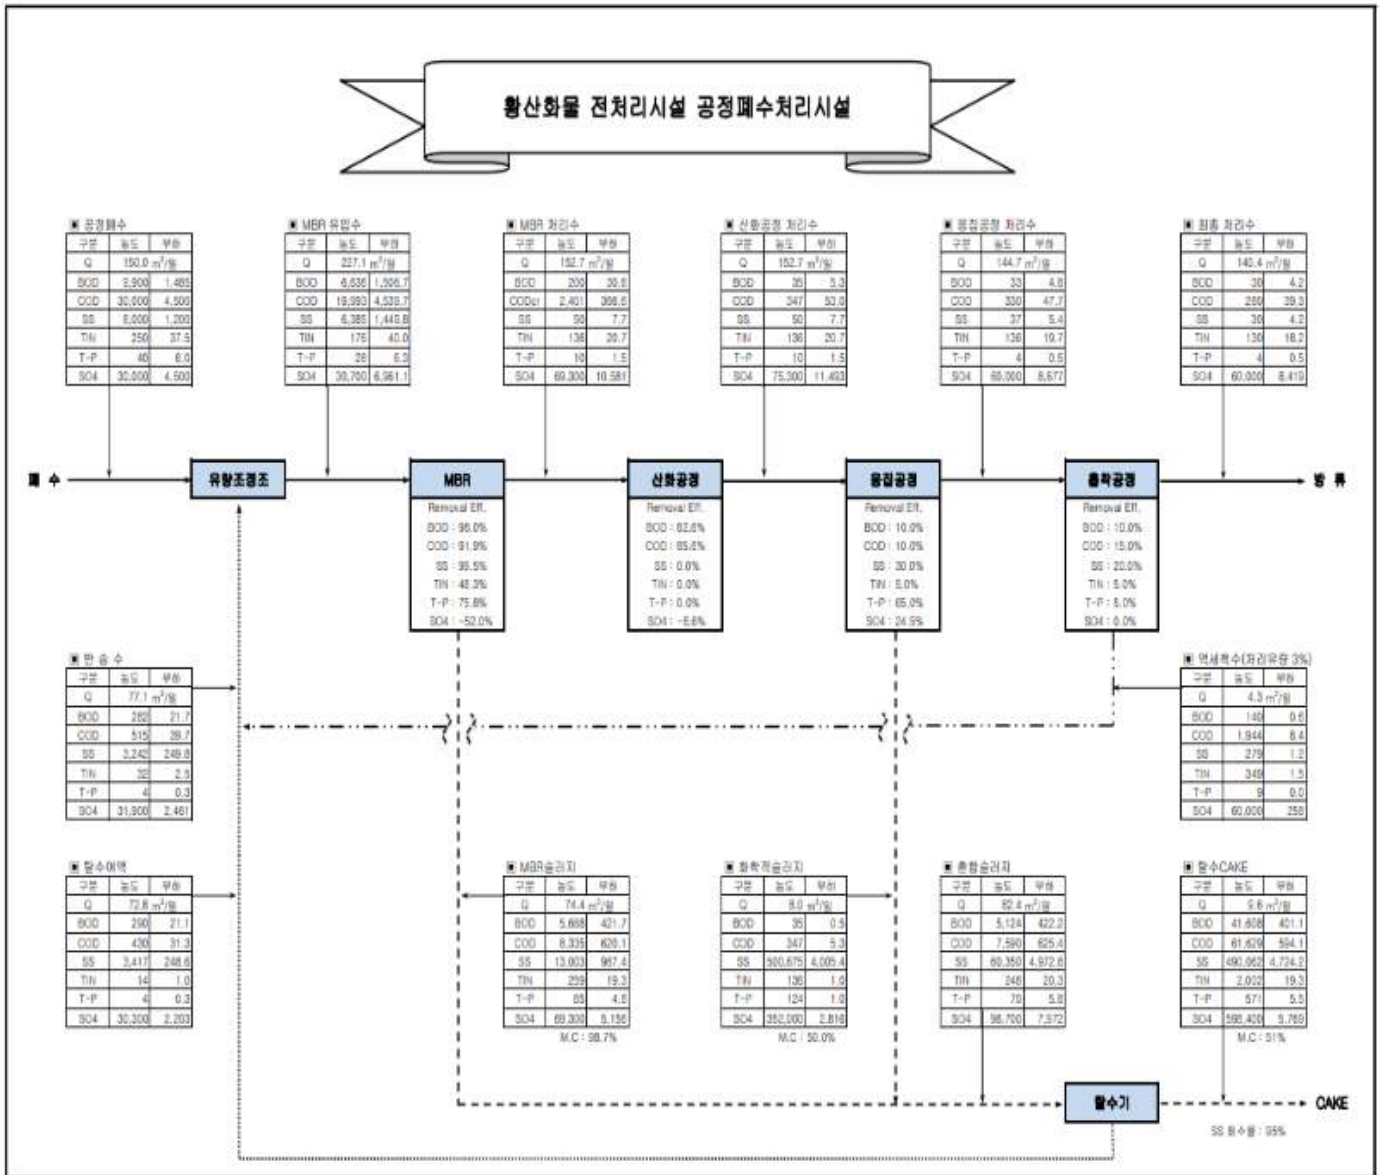 황산화물 전처리시설 공정폐수처리시설
▣ 공정폐수
구분 농도 부하
Q 150.0 m³/일
BOD 9,900 1,485
COD 30,000 4,500
SS 8,000 1,200
TIN 250 37.5
T-P 40 6.0
SO4 30,000 4,500
▣ MBR 유입수
구분 농도 부하
Q 227.1 m³/일
BOD 6,636 1,506.7
COD 19,993 4,539.7
SS 6,385 1,449.8
TIN 176 40.0
T-P 28 6.3
SO4 30,700 6,961.1
▣ MBR 처리수
구분 농도 부하
Q 152.7 m³/일
BOD 200 30.6
CODcr 2,401 366.6
SS 50 7.7
TIN 136 20.7
T-P 10 1.5
SO4 69,300 10,581
▣ 산화공정 처리수
구분 농도 부하
Q 152.7 m³/일
BOD 35 5.3
COD 347 53.0
SS 50 7.7
TIN 136 20.7
T-P 10 1.5
SO4 75,300 11,493
▣ 응집공정 처리수
구분 농도 부하
Q 144.7 m³/일
BOD 33 4.8
COD 330 47.7
SS 37 5.4
TIN 136 19.7
T-P 4 0.5
SO4 60,000 8,677
▣ 최종 처리수
구분 농도 부하
Q 140.4 m³/일
BOD 30 4.2
COD 280 39.3
SS 30 4.2
TIN 130 18.2
T-P 4 0.5
SO4 60,000 8,419
폐 수
유량조정조
MBR
산화공정
응집공정
흡착공정
방 류
Removal Eff.
BOD : 98.0%
COD : 91.9%
SS : 99.5%
TIN : 48.3%
T-P : 75.8%
SO4 : -52.0%
Removal Eff.
BOD : 82.6%
COD : 85.6%
SS : 0.0%
TIN : 0.0%
T-P : 0.0%
SO4 : -8.6%
Removal Eff.
BOD : 10.0%
COD : 10.0%
SS : 30.0%
TIN : 5.0%
T-P : 65.0%
SO4 : 24.5%
Removal Eff.
BOD : 10.0%
COD : 15.0%
SS : 20.0%
TIN : 5.0%
T-P : 5.0%
SO4 : 0.0%
▣ 반 송 수
구분 농도 부하
Q 77.1 m³/일
BOD 282 21.7
COD 515 39.7
SS 3,242 249.8
TIN 32 2.5
T-P 4 0.3
SO4 31,900 2,461
▣ 역세척수(처리유량 3%)
구분 농도 부하
Q 4.3 m³/일
BOD 140 0.6
COD 1,944 8.4
SS 279 1.2
TIN 349 1.5
T-P 9 0.0
SO4 60,000 258
▣ 탈수여액
구분 농도 부하
Q 72.8 m³/일
BOD 290 21.1
COD 430 31.3
SS 3,417 248.6
TIN 14 1.0
T-P 4 0.3
SO4 30,300 2,203
▣ MBR슬러지
구분 농도 부하
Q 74.4 m³/일
BOD 5,668 421.7
COD 8,335 620.1
SS 13,003 967.4
TIN 259 19.3
T-P 65 4.8
SO4 69,300 5,156
M.C : 98.7%
▣ 화학적슬러지
구분 농도 부하
Q 8.0 m³/일
BOD 35 0.5
COD 347 5.3
SS 500,675 4,005.4
TIN 136 1.0
T-P 124 1.0
SO4 352,000 2,816
M.C : 50.0%
▣ 혼합슬러지
구분 농도 부하
Q 82.4 m³/일
BOD 5,124 422.2
COD 7,590 625.4
SS 60,350 4,972.8
TIN 246 20.3
T-P 70 5.8
SO4 96,700 7,972
▣ 탈수CAKE
구분 농도 부하
Q 9.6 m³/일
BOD 41,608 401.1
COD 61,629 594.1
SS 490,062 4,724.2
TIN 2,002 19.3
T-P 571 5.5
SO4 598,400 5,769
M.C : 51%
탈수기
CAKE
SS 회수율 : 95%